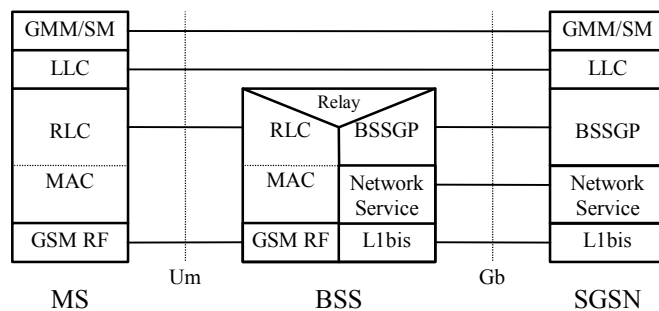 GMM/SM
GMM/SM
LLC
LLC
Relay
RLC
RLC
BSSGP
BSSGP
MAC
MAC
Network
Service
Network
Service
GSM RF
GSM RF
L1bis
L1bis
Um
Gb
MS
BSS
SGSN